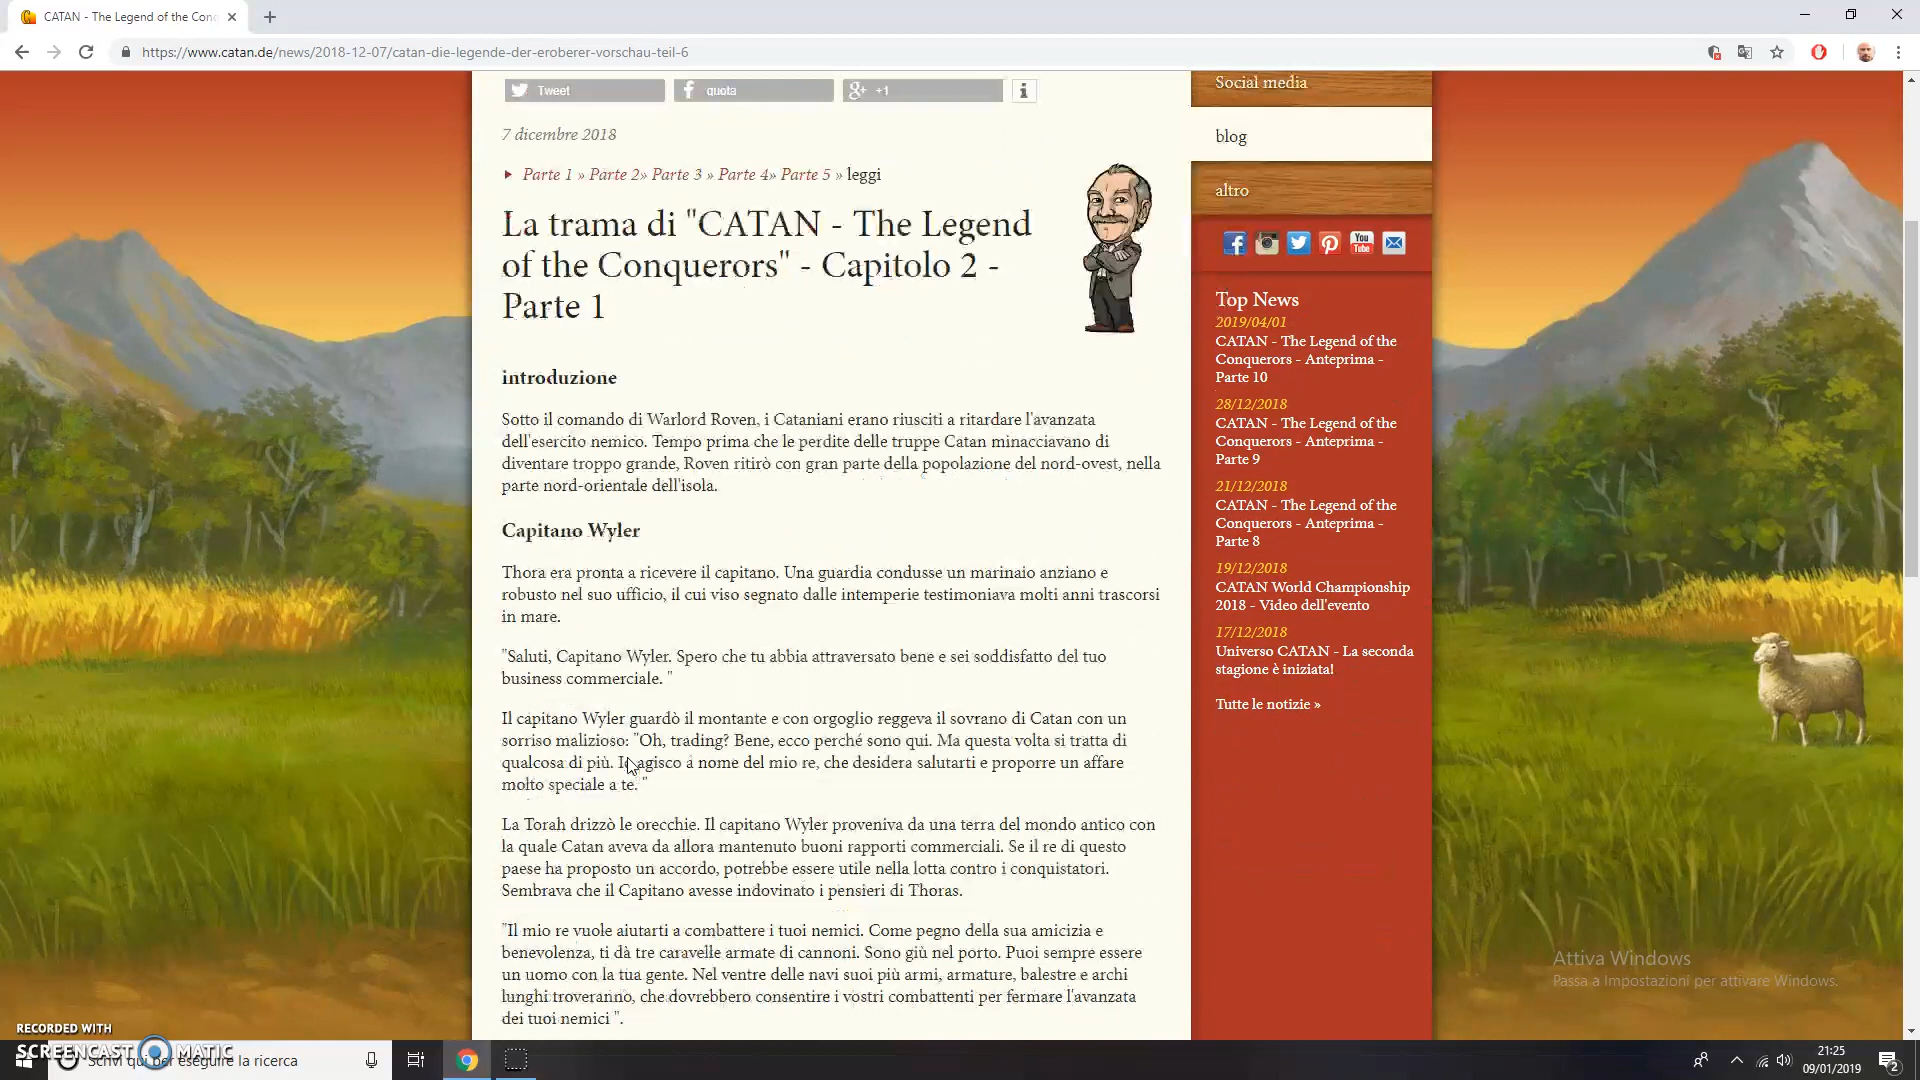 CATAN - The Legend of the Con
https://www.catan.de/news/2018-12-07/catan-die-legende-der-eroberer-vorschau-teil-6
Tweet
quota
+1
7 dicembre 2018
Parte 1 » Parte 2» Parte 3 » Parte 4» Parte 5 » leggi
La trama di "CATAN - The Legend
of the Conquerors" - Capitolo 2 -
Parte 1
introduzione
Sotto il comando di Warlord Roven, i Cataniani erano riusciti a ritardare l'avanzata
dell'esercito nemico. Tempo prima che le perdite delle truppe Catan minacciavano di
diventare troppo grande, Roven ritirò con gran parte della popolazione del nord-ovest, nella
parte nord-orientale dell'isola.
Capitano Wyler
Thora era pronta a ricevere il capitano. Una guardia condusse un marinaio anziano e
robusto nel suo ufficio, il cui viso segnato dalle intemperie testimoniava molti anni trascorsi
in mare.
"Saluti, Capitano Wyler. Spero che tu abbia attraversato bene e sei soddisfatto del tuo
business commerciale. "
Il capitano Wyler guardò il montante e con orgoglio reggeva il sovrano di Catan con un
sorriso malizioso: "Oh, trading? Bene, ecco perché sono qui. Ma questa volta si tratta di
qualcosa di più. Io agisco a nome del mio re, che desidera salutarti e proporre un affare
molto speciale a te. "
La Torah drizzò le orecchie. Il capitano Wyler proveniva da una terra del mondo antico con
la quale Catan aveva da allora mantenuto buoni rapporti commerciali. Se il re di questo
paese ha proposto un accordo, potrebbe essere utile nella lotta contro i conquistatori.
Sembrava che il Capitano avesse indovinato i pensieri di Thoras.
"Il mio re vuole aiutarti a combattere i tuoi nemici. Come pegno della sua amicizia e
benevolenza, ti dà tre caravelle armate di cannoni. Sono giù nel porto. Puoi sempre essere
un uomo con la tua gente. Nel ventre delle navi suoi più armi, armature, balestre e archi
lunghi troveranno, che dovrebbero consentire i vostri combattenti per fermare l'avanzata
dei tuoi nemici ".
Social media
blog
altro
You Tube
Top News
2019/04/01
CATAN - The Legend of the
Conquerors - Anteprima -
Parte 10
28/12/2018
CATAN - The Legend of the
Conquerors - Anteprima -
Parte 9
21/12/2018
CATAN - The Legend of the
Conquerors - Anteprima -
Parte 8
19/12/2018
CATAN World Championship
2018 - Video dell'evento
17/12/2018
Universo CATAN - La seconda
stagione è iniziata!
Tutte le notizie »
Attiva Windows
Passa a Impostazioni per attivare Windows.
RECORDED WITH
SCREENCAST MATIC
Scrivi qui per eseguire la ricerca
21:25
09/01/2019
2